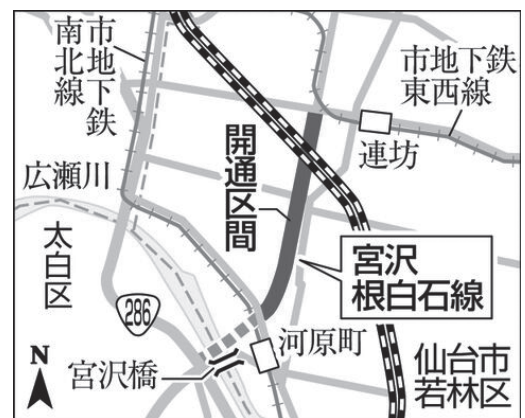 市地下鉄
南北線
市地下鉄
東西線
連坊
広瀬川
開通区間
太白区
宮沢
根白石線
286
河原町
宮沢橋
仙台市
若林区
N